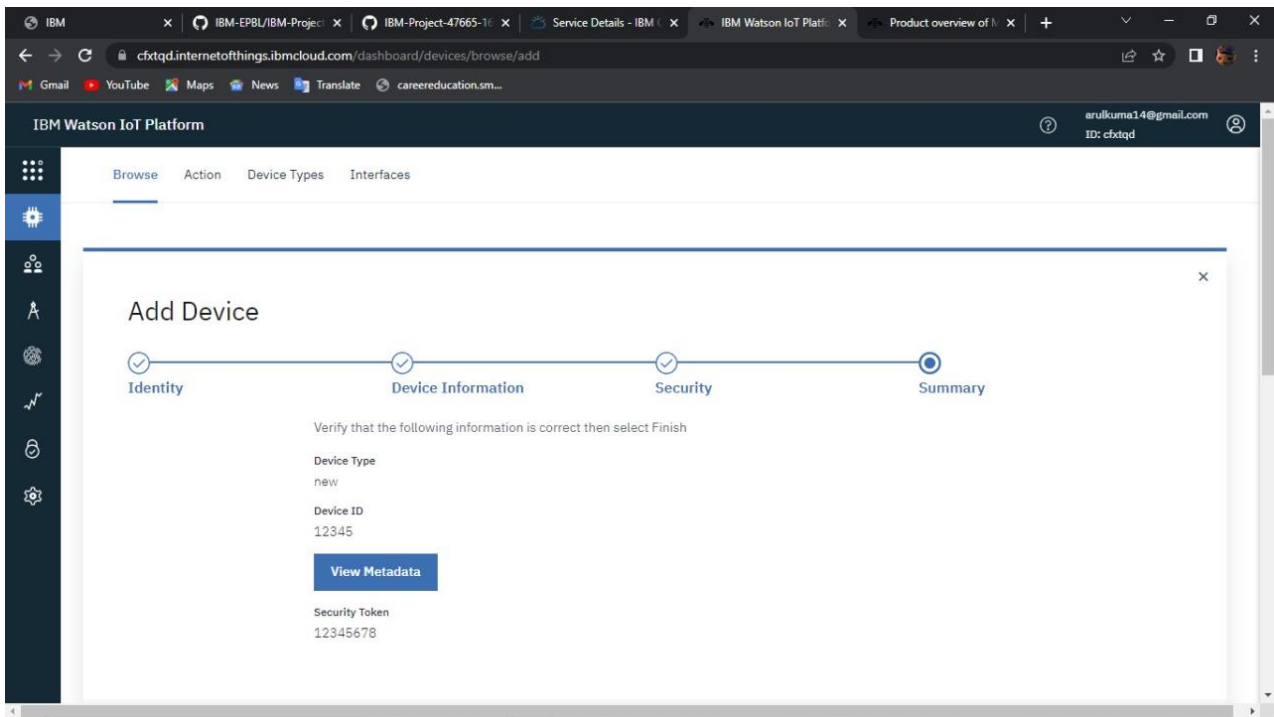 IBM
IBM-EPBL/IBM-Project
IBM-Project-47665-16
Service Details - IBM
IBM Watson IoT Platfo
Product overview of
cfxtqd.internetofthings.ibmcloud.com/dashboard/devices/browse/add
Gmail YouTube Maps News Translate careereducation.sm...
IBM Watson IoT Platform
arulkuma14@gmail.com
ID: cfxtqd
Browse Action Device Types Interfaces
Add Device
Identity Device Information Security Summary
Verify that the following information is correct then select Finish
Device Type
new
Device ID
12345
View Metadata
Security Token
12345678